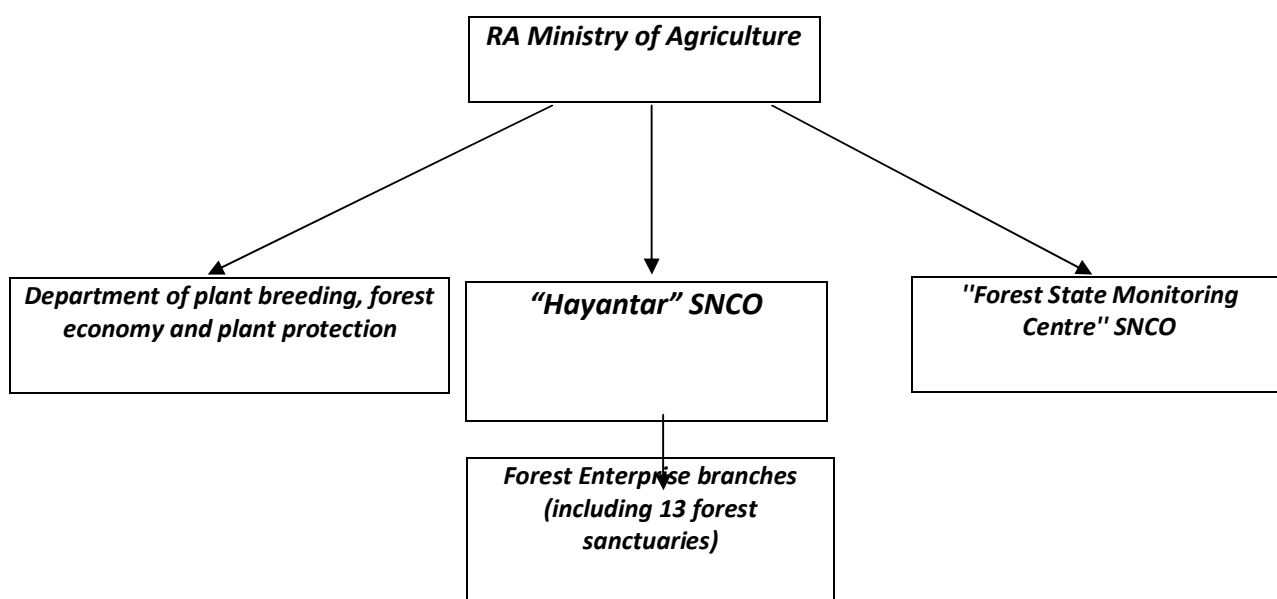 RA Ministry of Agriculture
Department of plant breeding, forest
economy and plant protection
“Hayantar” SNCO
"Forest State Monitoring
Centre" SNCO
Forest Enterprise branches
(including 13 forest
sanctuaries)